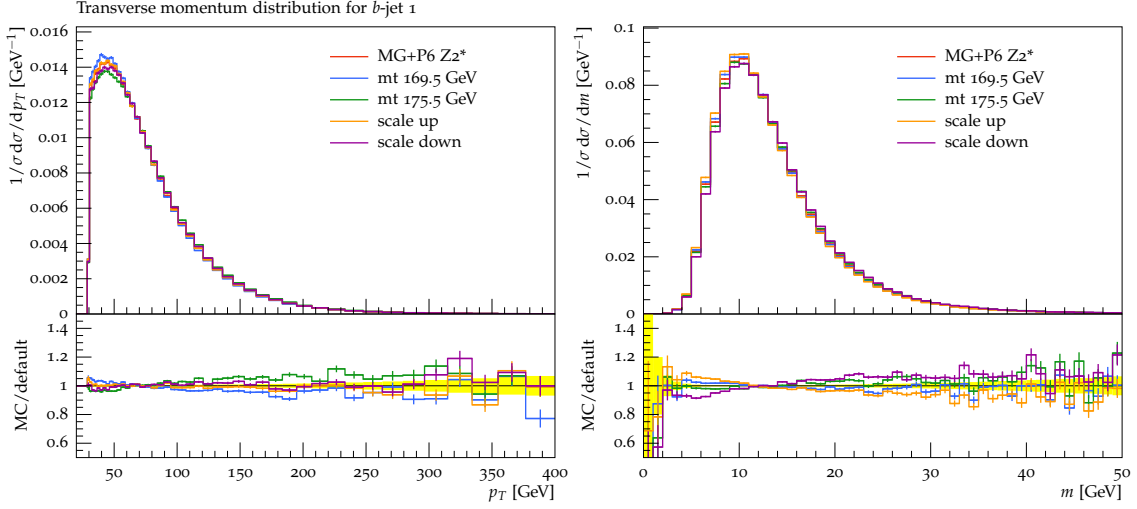 Transverse momentum distribution for b-jet 1
1/σ dσ/dp_T [GeV⁻¹]
0.016
0.014
0.012
0.01
0.008
0.006
0.004
0.002
0
MG+P6 Z2*
mt 169.5 GeV
mt 175.5 GeV
scale up
scale down
MC/default
1.4
1.2
1
0.8
0.6
50 100 150 200 250 300 350 400
p_T [GeV]
1/σ dσ/dm [GeV⁻¹]
0.1
0.08
0.06
0.04
0.02
0
MG+P6 Z2*
mt 169.5 GeV
mt 175.5 GeV
scale up
scale down
MC/default
1.4
1.2
1
0.8
0.6
0 10 20 30 40 50
m [GeV]